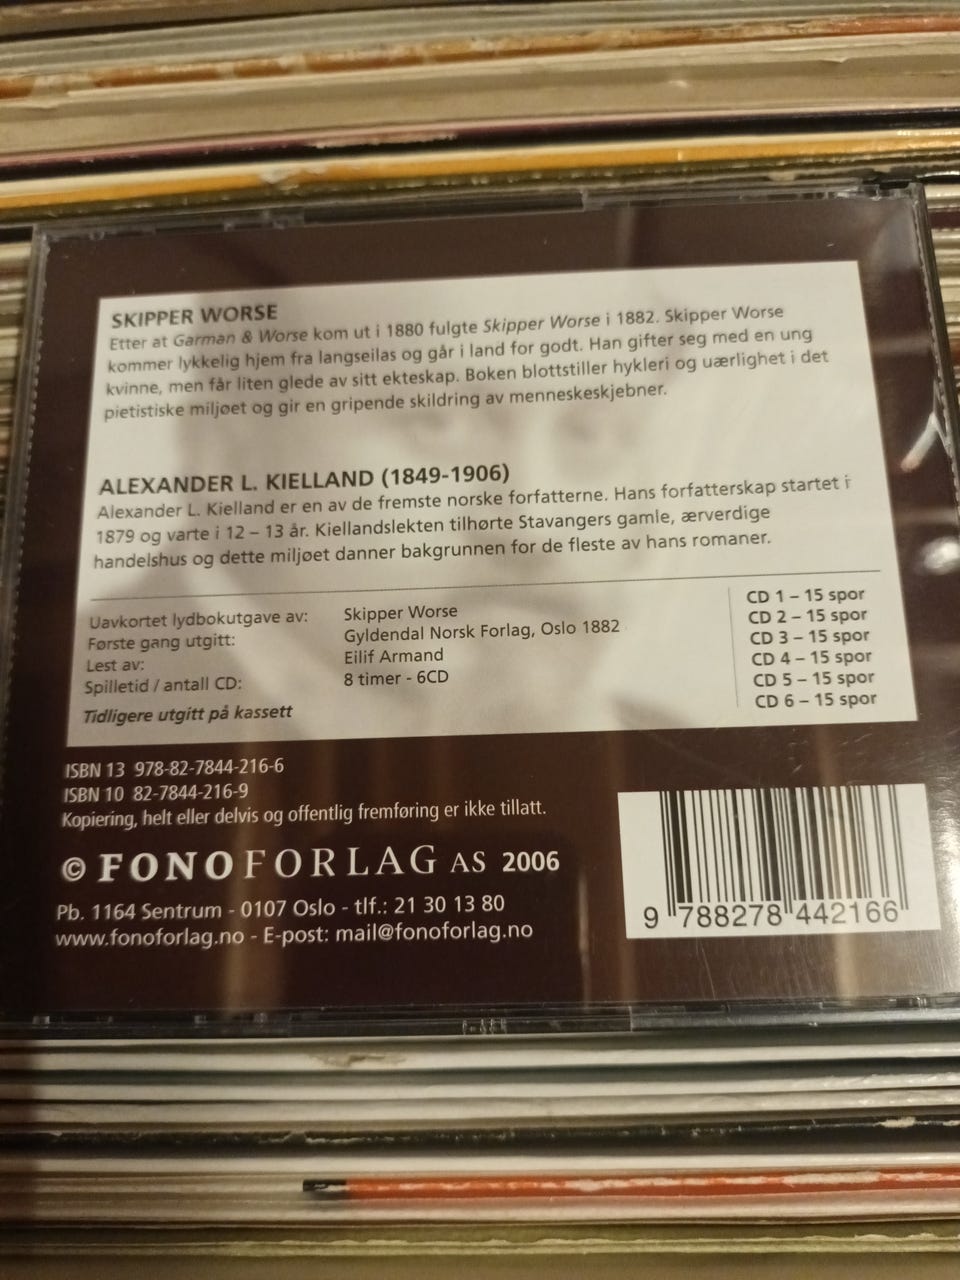 SKIPPER WORSE
Etter at Garman & Worse kom ut i 1880 fulgte Skipper Worse i 1882. Skipper Worse
kommer lykkelig hjem fra langseilas og går i land for godt. Han gifter seg med en ung
kvinne, men får liten glede av sitt ekteskap. Boken blottstiller hykleri og uærlighet i det
pietistiske miljøet og gir en gripende skildring av menneskeskjebner.
ALEXANDER L. KIELLAND (1849-1906)
Alexander L. Kielland er en av de fremste norske forfatterne. Hans forfatterskap startet i
1879 og varte i 12 – 13 år. Kiellandslekten tilhørte Stavangers gamle, ærverdige
handelshus og dette miljøet danner bakgrunnen for de fleste av hans romaner.
Uavkortet lydbokutgave av: Skipper Worse
Første gang utgitt: Gyldendal Norsk Forlag, Oslo 1882
Lest av: Eilif Armand
Spilletid / antall CD: 8 timer - 6CD
Tidligere utgitt på kassett
CD 1 – 15 spor
CD 2 – 15 spor
CD 3 – 15 spor
CD 4 – 15 spor
CD 5 – 15 spor
CD 6 – 15 spor
ISBN 13 978-82-7844-216-6
ISBN 10 82-7844-216-9
Kopiering, helt eller delvis og offentlig fremføring er ikke tillatt.
© FONOFORLAG AS 2006
Pb. 1164 Sentrum - 0107 Oslo - tlf.: 21 30 13 80
www.fonoforlag.no - E-post: mail@fonoforlag.no
9 788278 442166